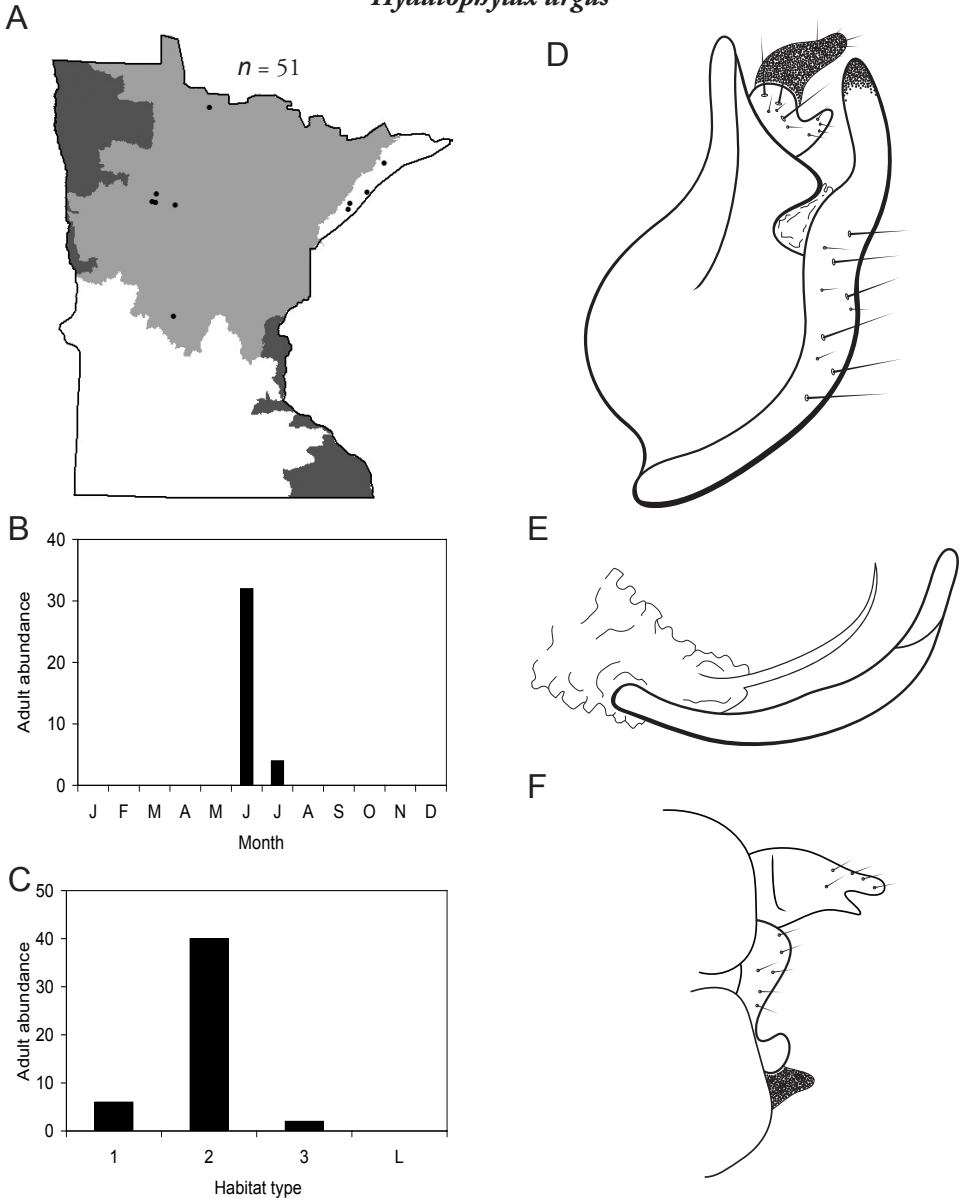 Hydatophylax argus
A
n = 51
D
B
40
30
20
10
0
Adult abundance
J F M A M J J A S O N D
Month
E
C
50
40
30
20
10
0
Adult abundance
1 2 3 L
Habitat type
F